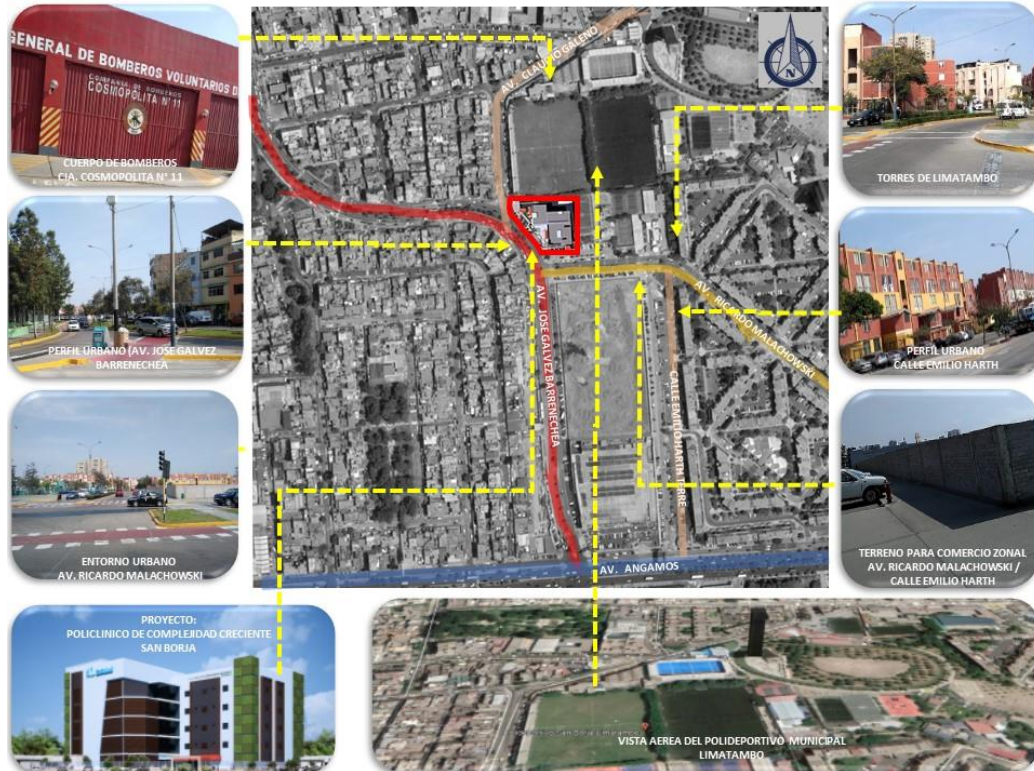 GENERAL DE BOMBEROS VOLUNTARIOS D
COMPAÑIA DE BOMBEROS
COSMOPOLITA N° 11
CUERPO DE BOMBEROS
CIA. COSMOPOLITA N° 11
PERFIL URBANO (AV. JOSE GALVEZ
BARRENECHEA
ENTORNO URBANO
AV. RICARDO MALACHOWSKI
PROYECTO:
POLICLINICO DE COMPLEJIDAD CRECIENTE
SAN BORJA
AV. CLAUDIO GALENO
N
AV. RICARDO MALACHOWSKI
AV. JOSE GALVEZ BARRENECHEA
CALLE EMILIO HARTH TERRE
AV. ANGAMOS
TORRES DE LIMATAMBO
PERFIL URBANO
CALLE EMILIO HARTH
TERRENO PARA COMERCIO ZONAL
AV. RICARDO MALACHOWSKI /
CALLE EMILIO HARTH
VISTA AEREA DEL POLIDEPORTIVO MUNICIPAL
LIMATAMBO